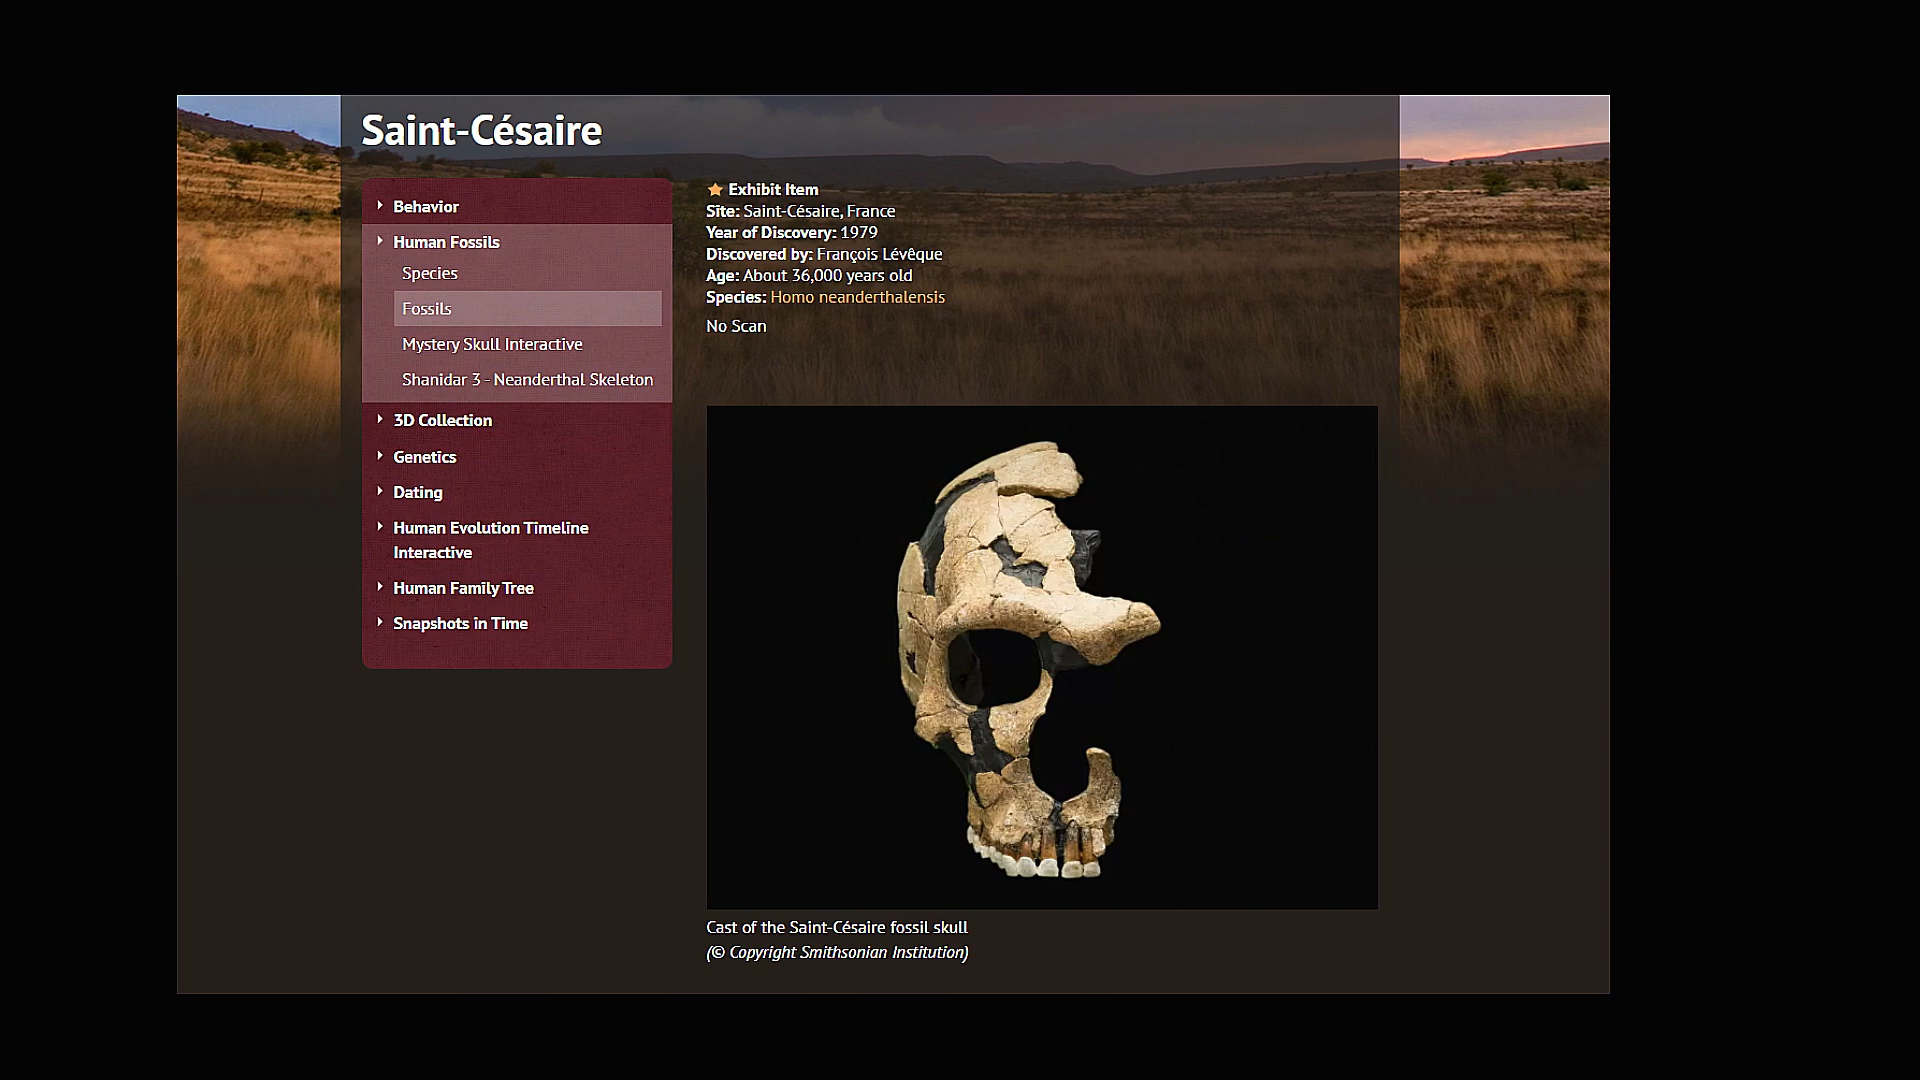 Saint-Césaire
Behavior
Human Fossils
Species
Fossils
Mystery Skull Interactive
Shanidar 3 - Neanderthal Skeleton
3D Collection
Genetics
Dating
Human Evolution Timeline
Interactive
Human Family Tree
Snapshots in Time
Exhibit Item
Site: Saint-Césaire, France
Year of Discovery: 1979
Discovered by: François Lévêque
Age: About 36,000 years old
Species: Homo neanderthalensis
No Scan
Cast of the Saint-Césaire fossil skull
(© Copyright Smithsonian Institution)